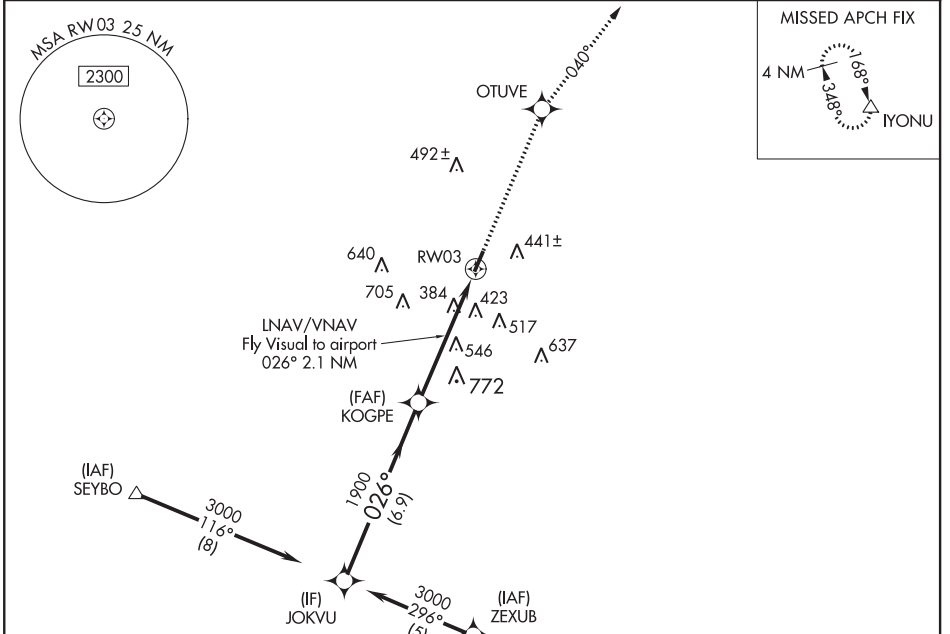 MSA RW03 25 NM
2300
MISSED APCH FIX
4 NM
348°
168°
IYONU
040°
OTUVE
492±
441±
640
RW03
705
384
423
517
LNAV/VNAV
Fly Visual to airport
026° 2.1 NM
546
637
772
(FAF)
KOGPE
1900
026°
(6.9)
(IAF)
SEYBO
3000
116°
(8)
(IF)
JOKVU
3000
296°
(5)
(IAF)
ZEXUB